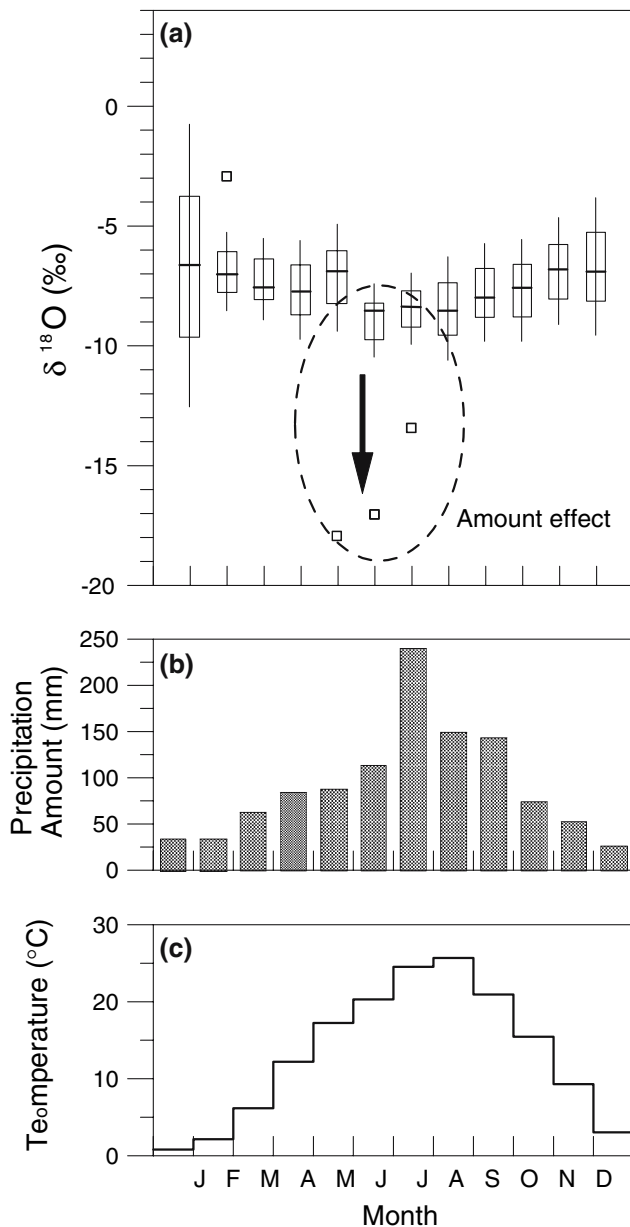 (a)
0
-5
-10
-15
-20
δ ¹⁸O (‰)
Amount effect
(b)
250
200
150
100
50
0
Precipitation
Amount (mm)
(c)
30
20
10
0
Teomperature (°C)
J F M A M J J A S O N D
Month